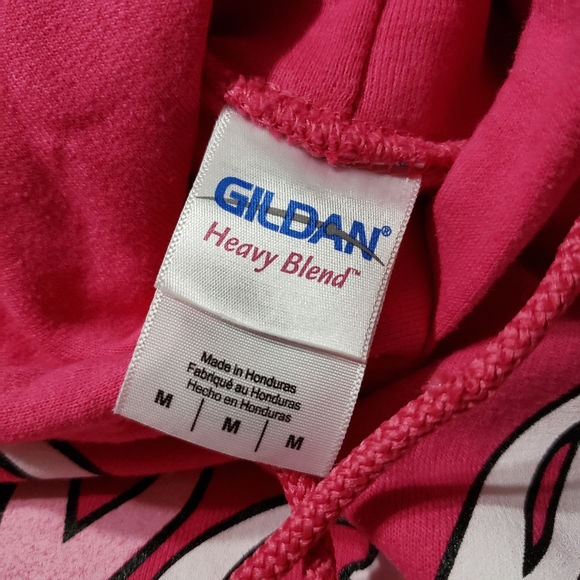 GILDAN®
Heavy Blend™
Made in Honduras
Fabriqué au Honduras
Hecho en Honduras
M | M | M